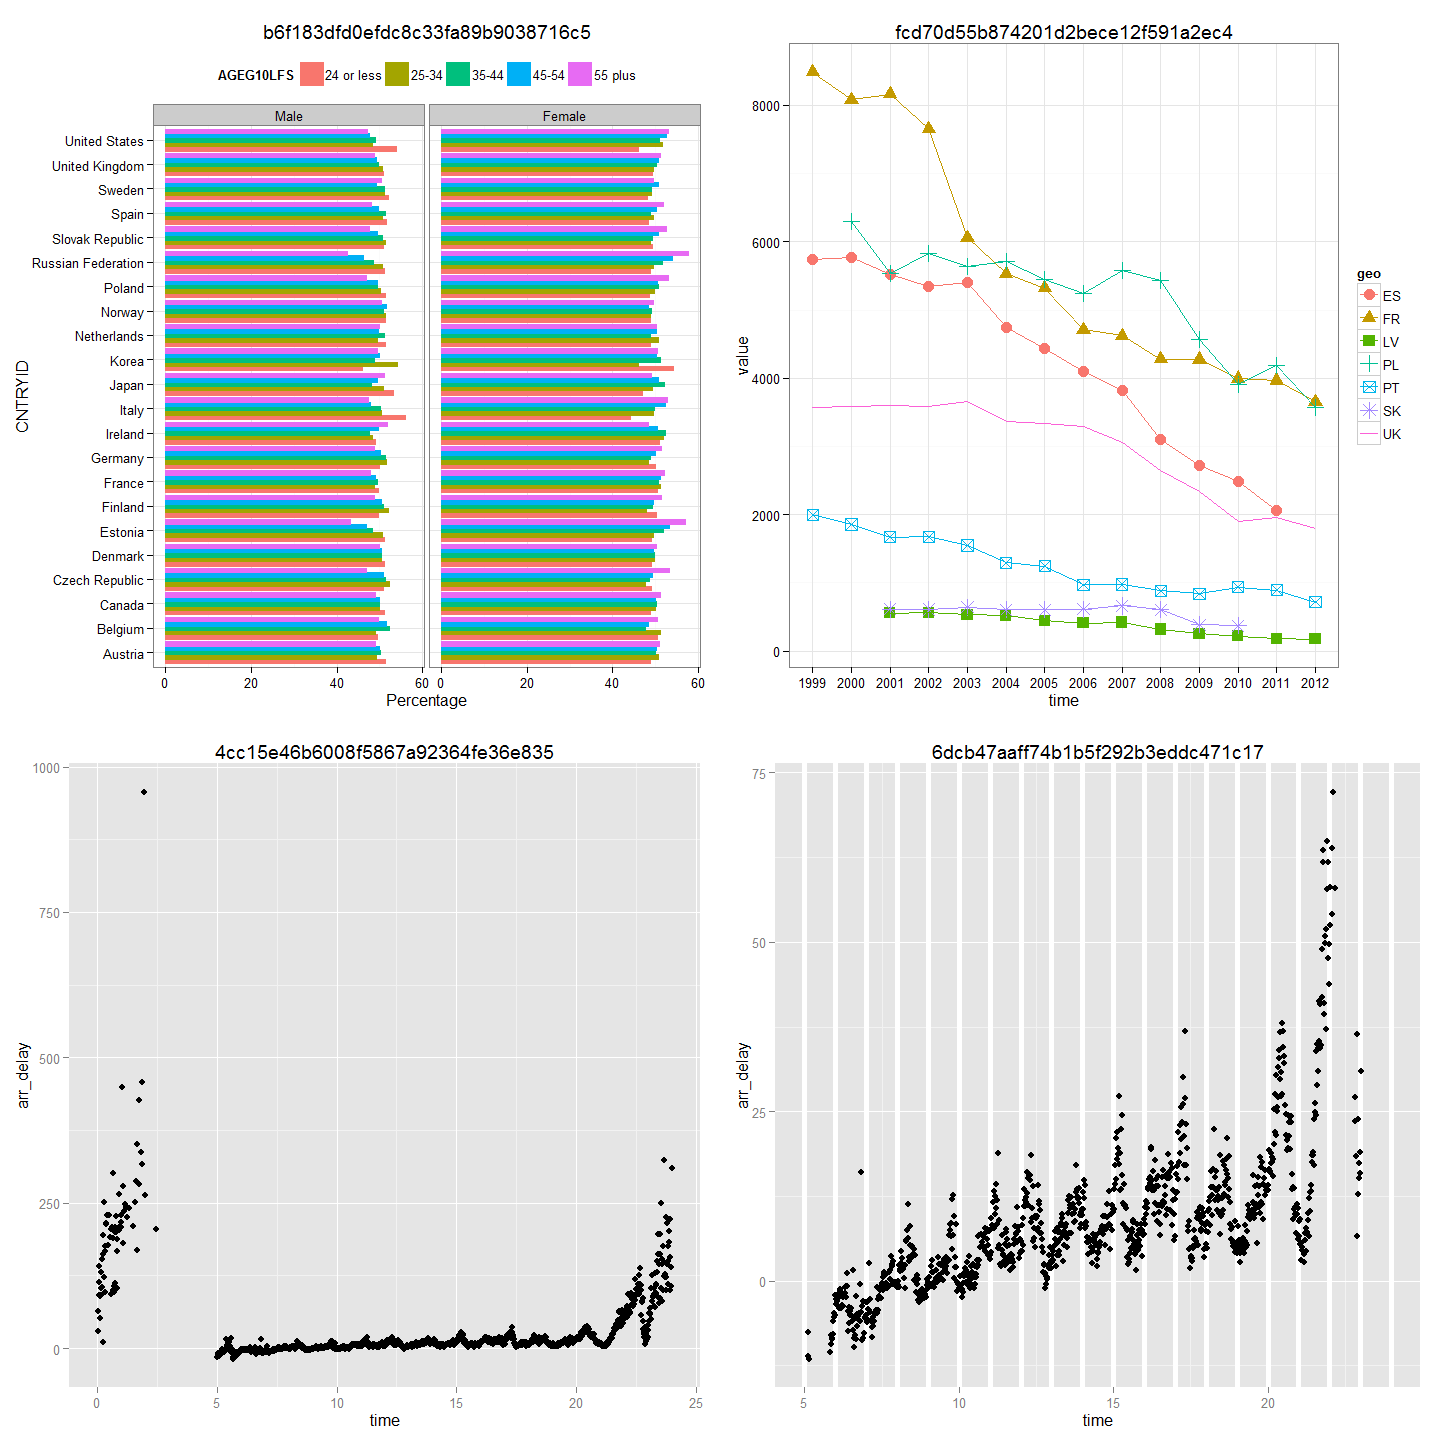 b6f183dfd0efdc8c33fa89b9038716c5
AGEG10LFS 24 or less 25-34 35-44 45-54 55 plus
Male Female
United States
United Kingdom
Sweden
Spain
Slovak Republic
Russian Federation
Poland
Norway
Netherlands
Korea
Japan
Italy
Ireland
Germany
France
Finland
Estonia
Denmark
Czech Republic
Canada
Belgium
Austria
CNTRYID
0 20 40 60 0 20 40 60
Percentage
fcd70d55b874201d2bece12f591a2ec4
8000
6000
4000
2000
0
value
1999 2000 2001 2002 2003 2004 2005 2006 2007 2008 2009 2010 2011 2012
time
geo
ES
FR
LV
PL
PT
SK
UK
4cc15e46b6008f5867a92364fe36e835
1000
750
500
250
0
arr_delay
0 5 10 15 20 25
time
6dcb47aaff74b1b5f292b3eddc471c17
75
50
25
0
arr_delay
5 10 15 20
time